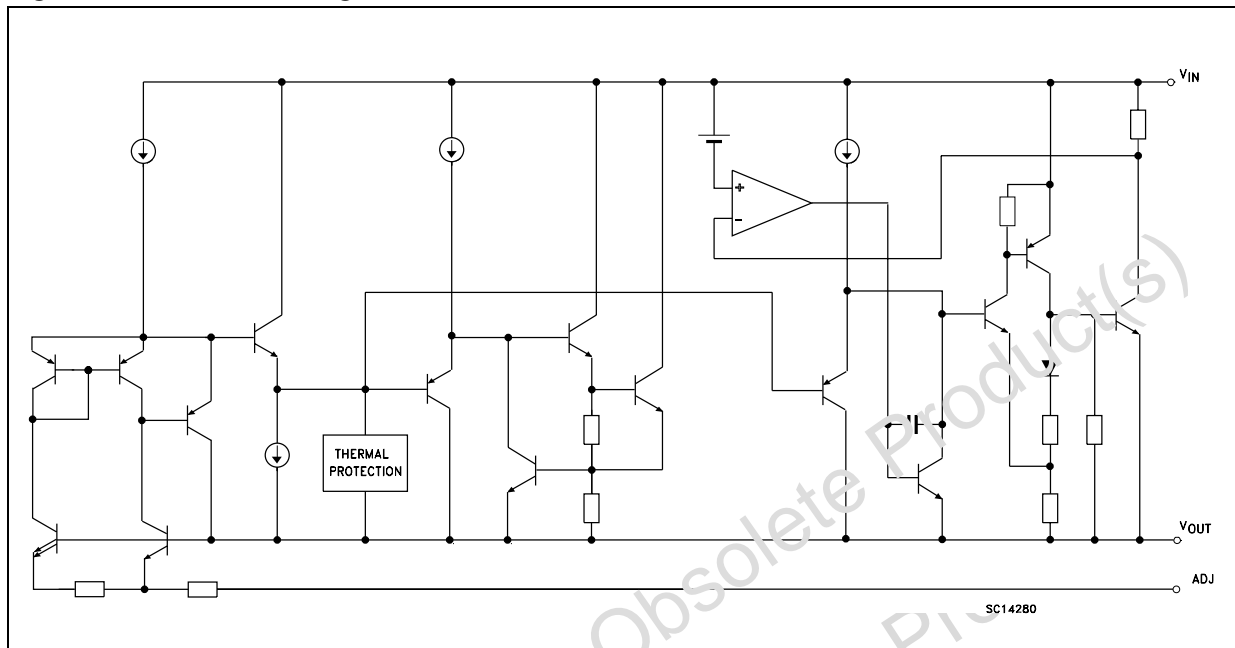 VIN
+
-
THERMAL
PROTECTION
VOUT
ADJ
SC14280
Obsolete Product(s)